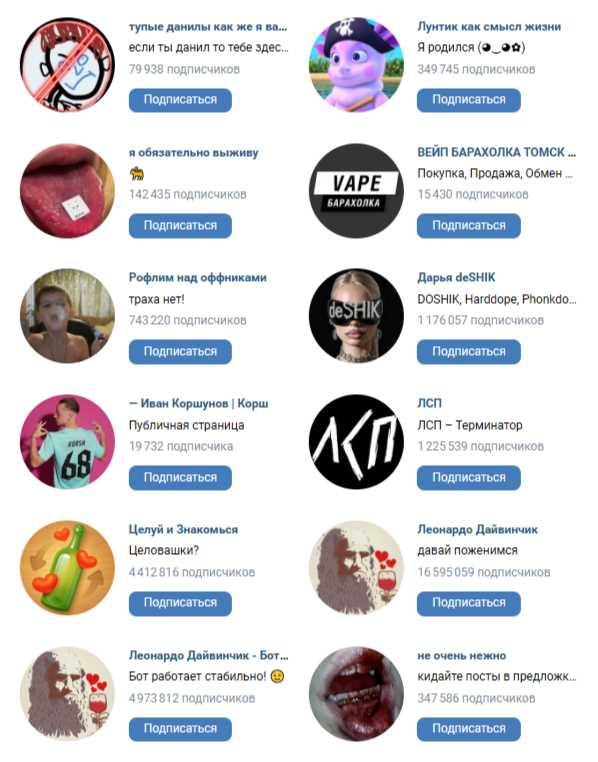 тупые данилы как же я ва...
если ты данил то тебе здес...
79 938 подписчиков
Подписаться
Лунтик как смысл жизни
Я родился (◕‿◕✿)
349 745 подписчиков
Подписаться
я обязательно выживу
🐆
142 435 подписчиков
Подписаться
VAPE
БАРАХОЛКА
ВЕЙП БАРАХОЛКА ТОМСК ...
Покупка, Продажа, Обмен ...
15 430 подписчиков
Подписаться
Рофлим над оффниками
траха нет!
743 220 подписчиков
Подписаться
deSHIK
Дарья deSHIK
DOSHIK, Harddope, Phonkdo...
1 176 057 подписчиков
Подписаться
KORSH
68
— Иван Коршунов | Корш
Публичная страница
19 732 подписчика
Подписаться
ЛСП
ЛСП
ЛСП – Терминатор
1 225 539 подписчиков
Подписаться
Целуй и Знакомься
Целовашки?
4 412 816 подписчиков
Подписаться
Леонардо Дайвинчик
давай поженимся
16 595 059 подписчиков
Подписаться
Леонардо Дайвинчик - Бот...
Бот работает стабильно! 😉
4 973 812 подписчиков
Подписаться
не очень нежно
кидайте посты в предложк...
347 586 подписчиков
Подписаться